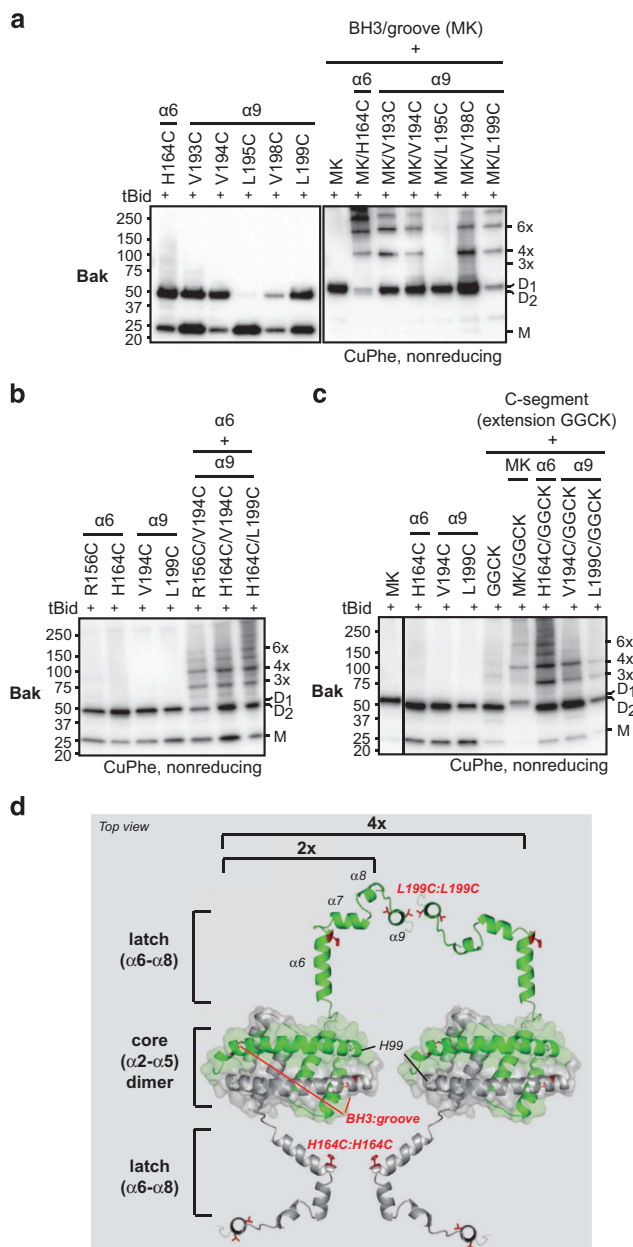 a
BH3/groove (MK)
+
α6
α9
α6
α9
H164C
V193C
V194C
L195C
V198C
L199C
MK
MK/H164C
MK/V193C
MK/V194C
MK/L195C
MK/V198C
MK/L199C
tBid + + + + + + + + + + + + +
Bak
250
150
100
75
50
37
25
20
6x
4x
3x
D1
D2
M
CuPhe, nonreducing
b
α6
+
α9
α6
α9
R156C
H164C
V194C
L199C
R156C/V194C
H164C/V194C
H164C/L199C
tBid + + + + + + +
Bak
250
150
100
75
50
37
25
20
6x
4x
3x
D1
D2
M
CuPhe, nonreducing
c
C-segment
(extension GGCK)
+
α6
α9
MK
α6
α9
MK
H164C
V194C
L199C
GGCK
MK/GGCK
H164C/GGCK
V194C/GGCK
L199C/GGCK
tBid + + + + + + + + +
Bak
250
150
100
75
50
37
25
20
6x
4x
3x
D1
D2
M
CuPhe, nonreducing
d
Top view
4x
2x
α8
L199C:L199C
α7
α9
α6
latch
(α6-α8)
H99
core
(α2-α5)
dimer
BH3:groove
H164C:H164C
latch
(α6-α8)